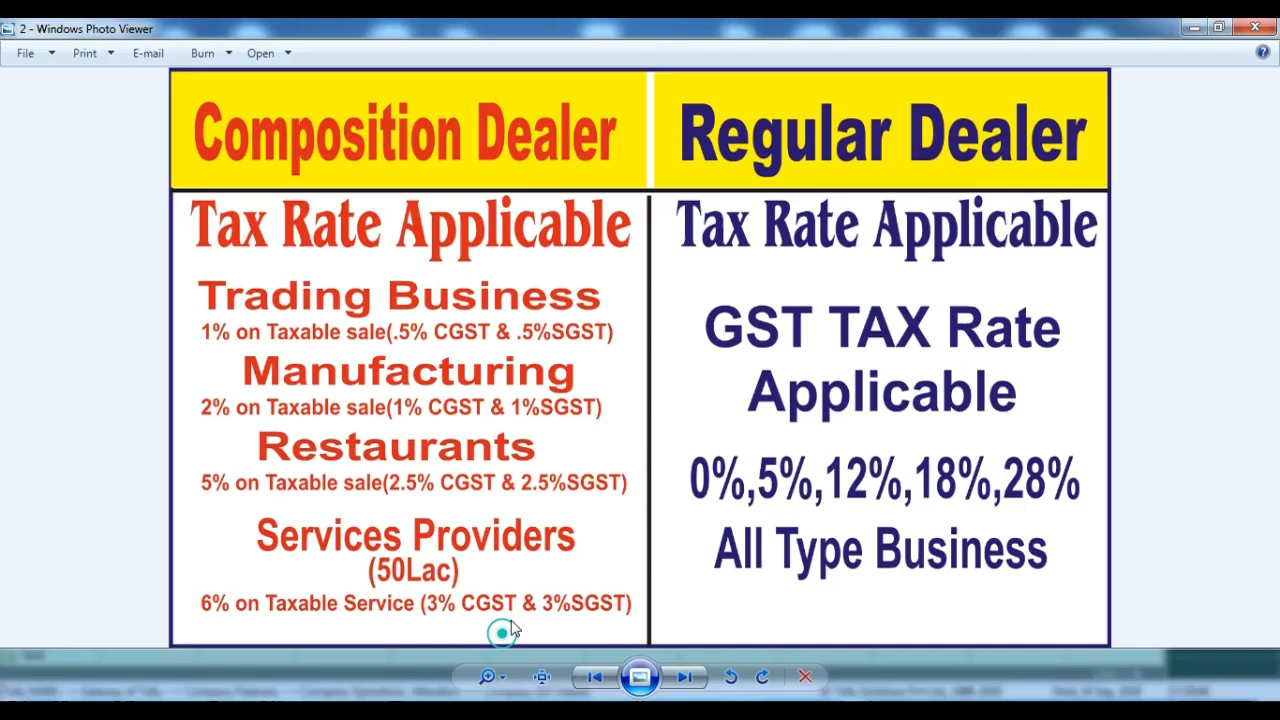 2 - Windows Photo Viewer
File Print E-mail Burn Open
Composition Dealer
Tax Rate Applicable
Trading Business
1% on Taxable sale(.5% CGST & .5%SGST)
Manufacturing
2% on Taxable sale(1% CGST & 1%SGST)
Restaurants
5% on Taxable sale(2.5% CGST & 2.5%SGST)
Services Providers
(50Lac)
6% on Taxable Service (3% CGST & 3%SGST)
Regular Dealer
Tax Rate Applicable
GST TAX Rate
Applicable
0%,5%,12%,18%,28%
All Type Business